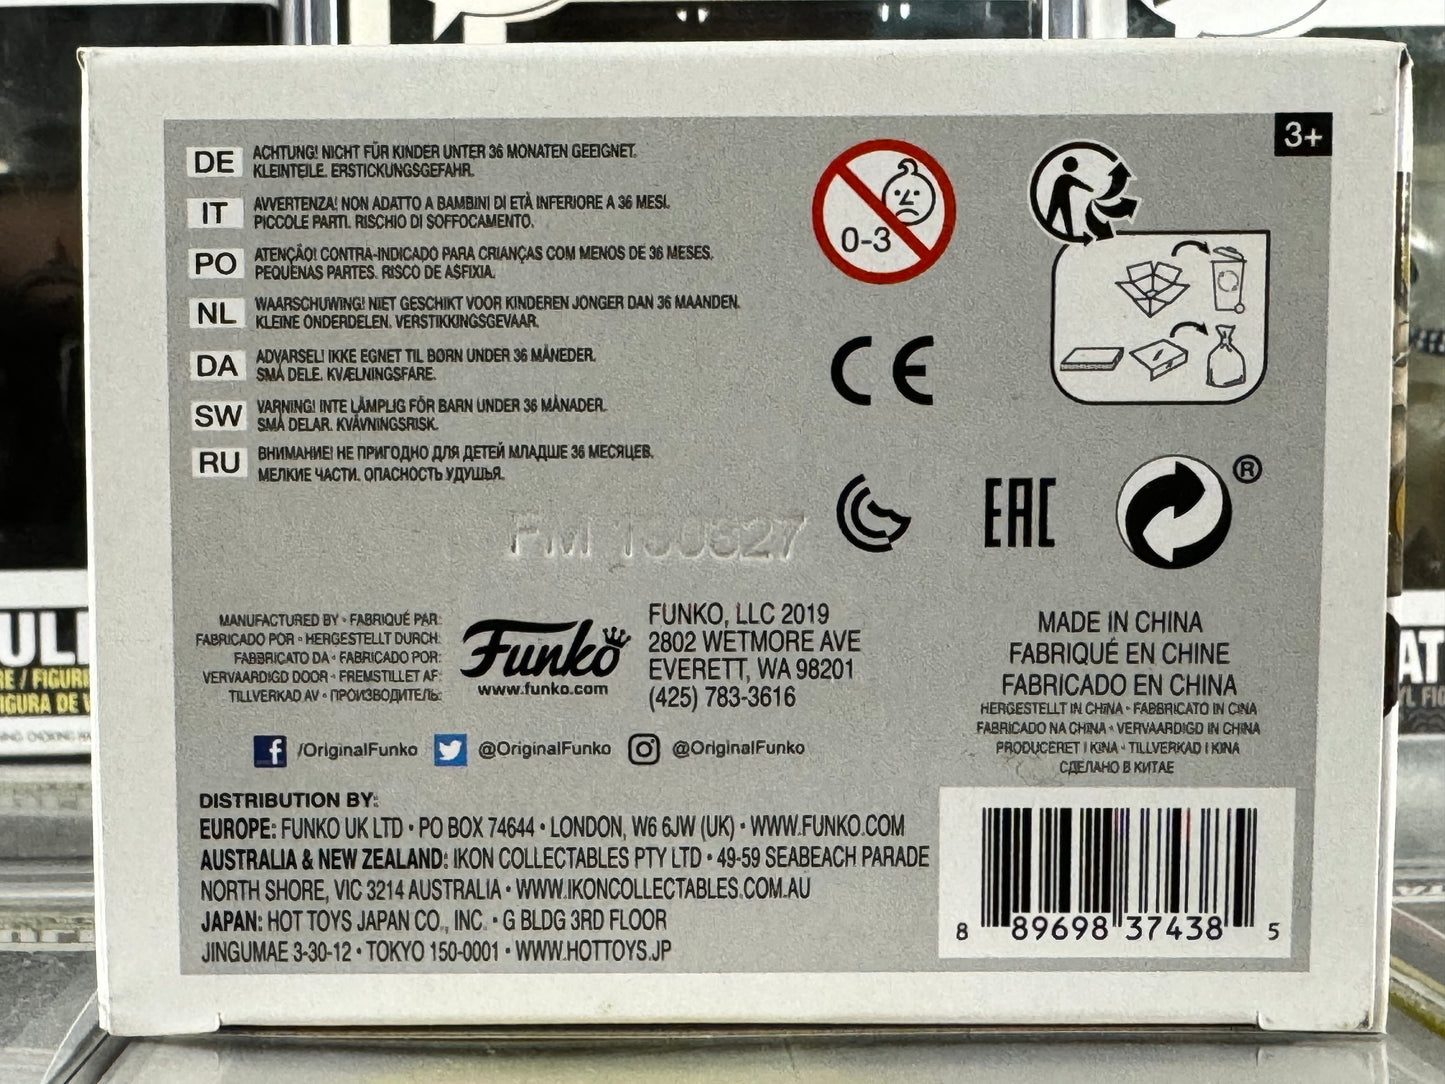 3+
DE ACHTUNG! NICHT FÜR KINDER UNTER 36 MONATEN GEEIGNET.
KLEINTEILE. ERSTICKUNGSGEFAHR.
IT AVVERTENZA! NON ADATTO A BAMBINI DI ETÀ INFERIORE A 36 MESI.
PICCOLE PARTI. RISCHIO DI SOFFOCAMENTO.
PO ATENÇÃO! CONTRA-INDICADO PARA CRIANÇAS COM MENOS DE 36 MESES.
PEQUENAS PARTES. RISCO DE ASFIXIA.
NL WAARSCHUWING! NIET GESCHIKT VOOR KINDEREN JONGER DAN 36 MAANDEN.
KLEINE ONDERDELEN. VERSTIKKINGSGEVAAR.
DA ADVARSEL! IKKE EGNET TIL BØRN UNDER 36 MÅNEDER.
SMÅ DELE. KVÆLNINGSFARE.
SW VARNING! INTE LÄMPLIG FÖR BARN UNDER 36 MÅNADER.
SMÅ DELAR. KVÄVNINGSRISK.
RU ВНИМАНИЕ! НЕ ПРИГОДНО ДЛЯ ДЕТЕЙ МЛАДШЕ 36 МЕСЯЦЕВ.
МЕЛКИЕ ЧАСТИ. ОПАСНОСТЬ УДУШЬЯ.
0-3
CE
EAC
®
FM
MANUFACTURED BY • FABRIQUÉ PAR:
FABRICADO POR • HERGESTELLT DURCH:
FABBRICATO DA • FABRICADO POR:
VERVAARDIGD DOOR • FREMSTILLET AF:
TILLVERKAD AV • ПРОИЗВОДИТЕЛЬ:
Funko
www.funko.com
FUNKO, LLC 2019
2802 WETMORE AVE
EVERETT, WA 98201
(425) 783-3616
MADE IN CHINA
FABRIQUÉ EN CHINE
FABRICADO EN CHINA
HERGESTELLT IN CHINA • FABBRICATO IN CINA
FABRICADO NA CHINA • VERVAARDIGD IN CHINA
PRODUCERET I KINA • TILLVERKAD I KINA
СДЕЛАНО В КИТАЕ
f /OriginalFunko @OriginalFunko @OriginalFunko
DISTRIBUTION BY:
EUROPE: FUNKO UK LTD • PO BOX 74644 • LONDON, W6 6JW (UK) • WWW.FUNKO.COM
AUSTRALIA & NEW ZEALAND: IKON COLLECTABLES PTY LTD • 49-59 SEABEACH PARADE
NORTH SHORE, VIC 3214 AUSTRALIA • WWW.IKONCOLLECTABLES.COM.AU
JAPAN: HOT TOYS JAPAN CO., INC. • G BLDG 3RD FLOOR
JINGUMAE 3-30-12 • TOKYO 150-0001 • WWW.HOTTOYS.JP
8 89698 37438 5